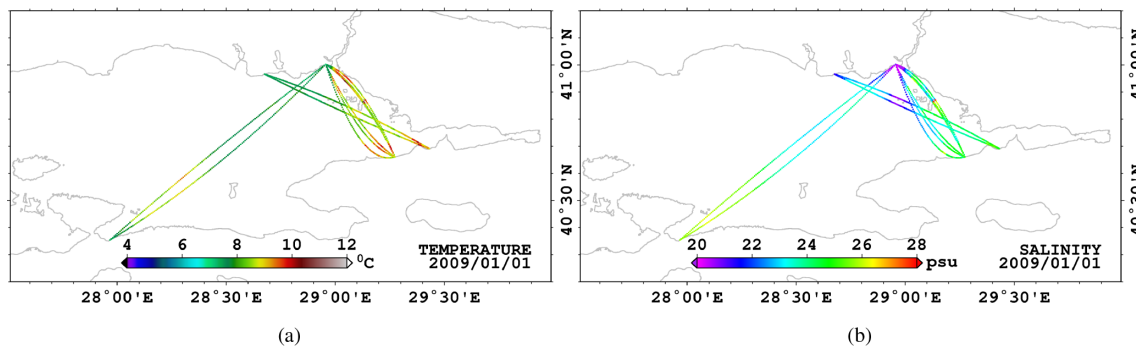 41°00'N
40°30'N
4 6 8 10 12
°C
TEMPERATURE
2009/01/01
28°00'E 28°30'E 29°00'E 29°30'E
(a)
41°00'N
40°30'N
20 22 24 26 28
psu
SALINITY
2009/01/01
28°00'E 28°30'E 29°00'E 29°30'E
(b)